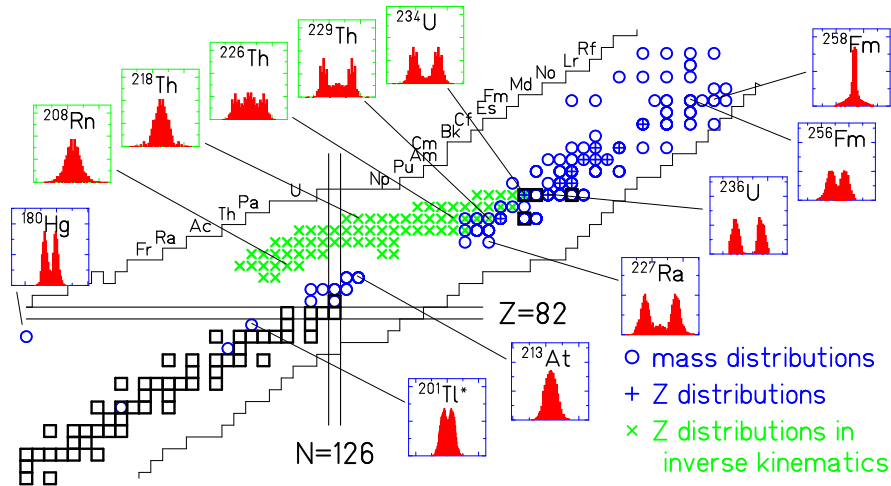 234U
229Th
226Th
218Th
208Rn
180Hg
258Fm
256Fm
236U
227Ra
213At
201Tl*
Rf
Lr
No
Md
Fm
Es
Cf
Bk
Cm
Am
Pu
Np
U
Pa
Th
Ac
Ra
Fr
Z=82
N=126
mass distributions
Z distributions
Z distributions in
inverse kinematics